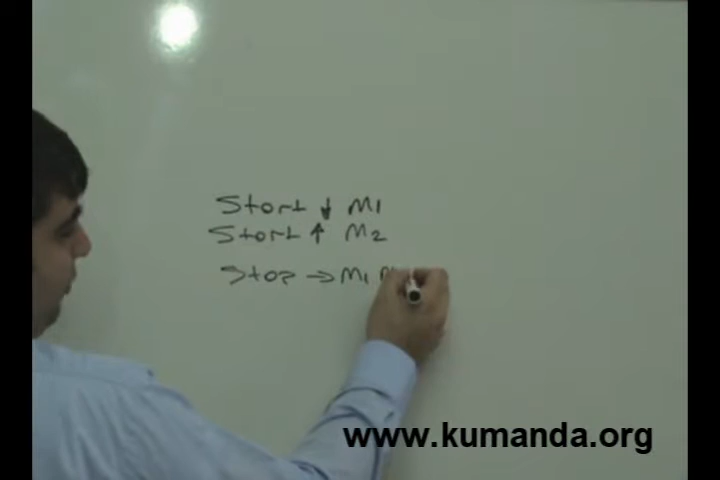 Start ↓ M1
Start ↑ M2
Stop → M1
www.kumanda.org